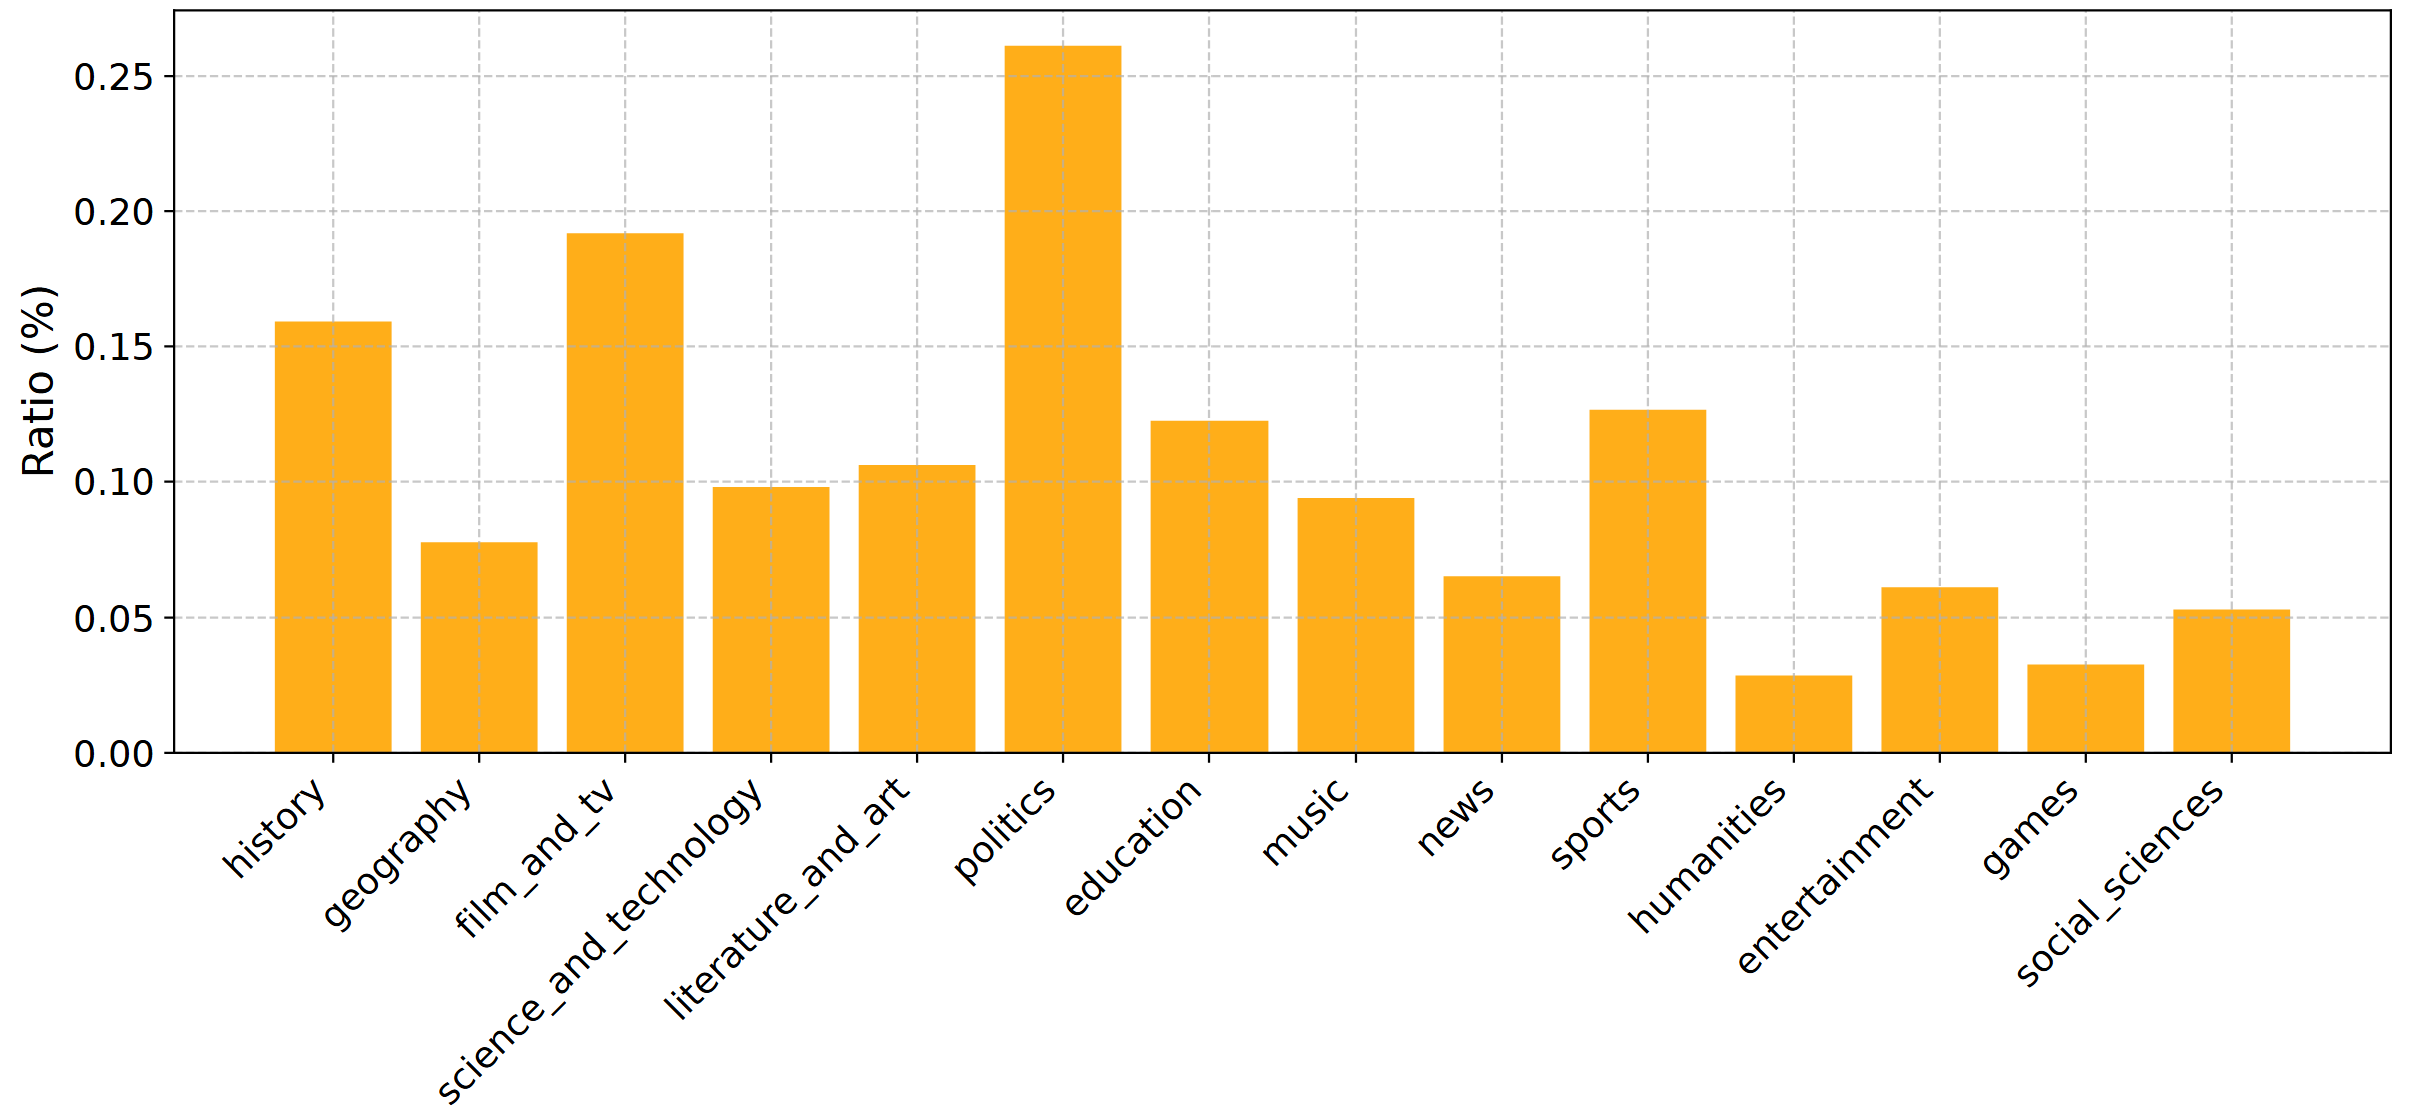 Ratio (%)
0.25
0.20
0.15
0.10
0.05
0.00
history
geography
film_and_tv
science_and_technology
literature_and_art
politics
education
music
news
sports
humanities
entertainment
games
social_sciences